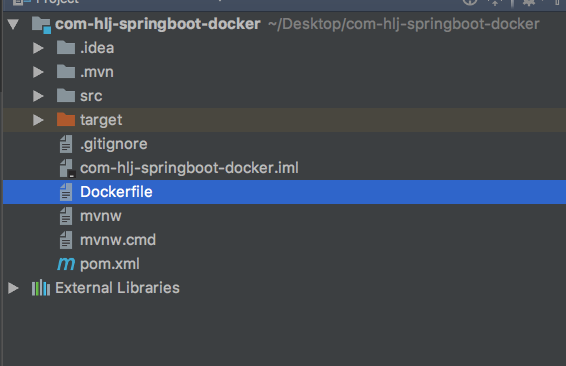 Project
com-hlj-springboot-docker ~/Desktop/com-hlj-springboot-docker
.idea
.mvn
src
target
.gitignore
com-hlj-springboot-docker.iml
Dockerfile
mvnw
mvnw.cmd
m pom.xml
External Libraries